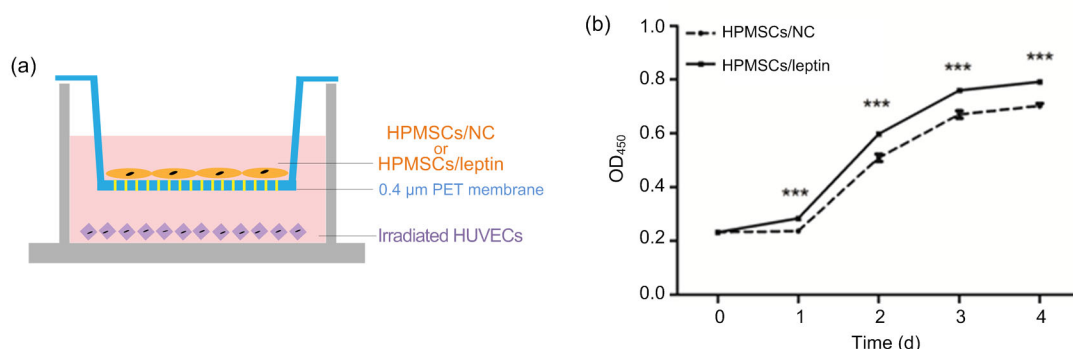 (a)
HPMSCs/NC
or
HPMSCs/leptin
0.4 μm PET membrane
Irradiated HUVECs
(b)
HPMSCs/NC
HPMSCs/leptin
OD450
1.0
0.8
0.6
0.4
0.2
0.0
***
***
***
***
0 1 2 3 4
Time (d)